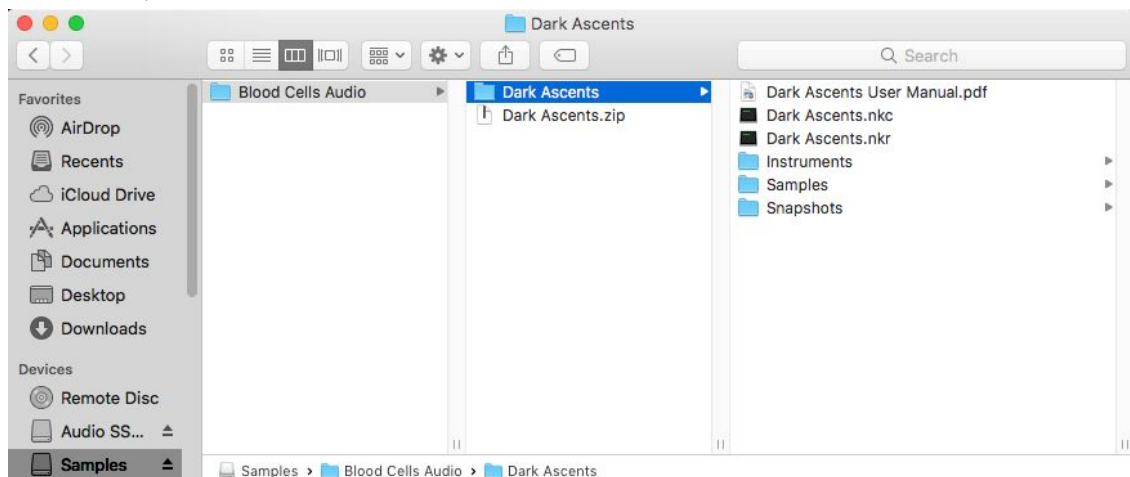 Dark Ascents
Search
Favorites
AirDrop
Recents
iCloud Drive
Applications
Documents
Desktop
Downloads
Devices
Remote Disc
Audio SS...
Samples
Blood Cells Audio
Dark Ascents
Dark Ascents.zip
Dark Ascents User Manual.pdf
Dark Ascents.nkc
Dark Ascents.nkr
Instruments
Samples
Snapshots
Samples › Blood Cells Audio › Dark Ascents